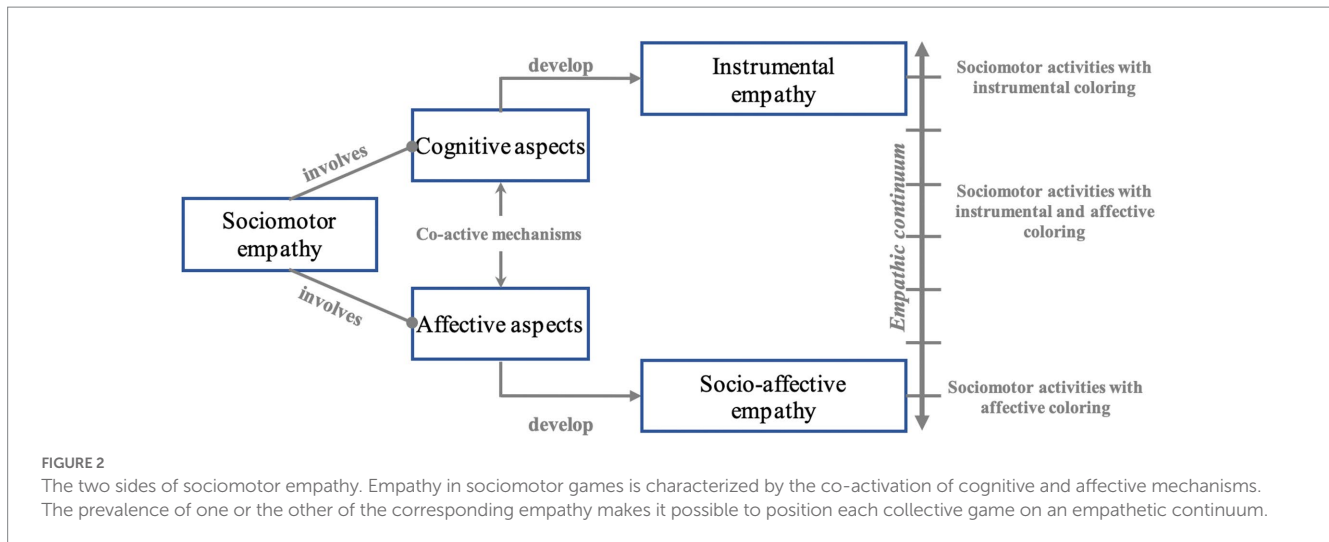 develop
Instrumental
empathy
Sociomotor activities with
instrumental coloring
involves
Cognitive aspects
Sociomotor
empathy
Co-active mechanisms
Empathic continuum
Sociomotor activities with
instrumental and affective
coloring
involves
Affective aspects
Socio-affective
empathy
develop
Sociomotor activities with
affective coloring
FIGURE 2
The two sides of sociomotor empathy. Empathy in sociomotor games is characterized by the co-activation of cognitive and affective mechanisms.
The prevalence of one or the other of the corresponding empathy makes it possible to position each collective game on an empathetic continuum.